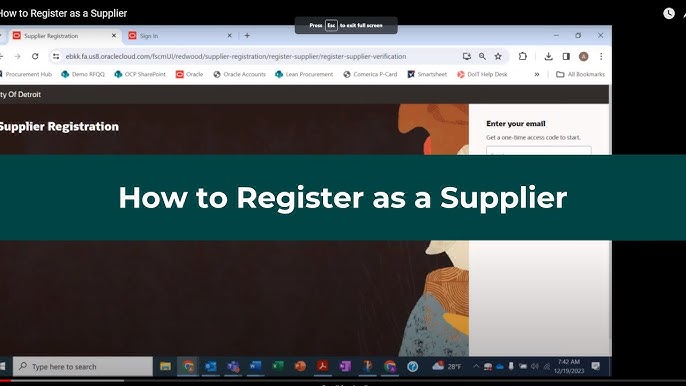 How to Register as a Supplier
Press Esc to exit full screen
Supplier Registration
Sign In
ebkk.fa.us8.oraclecloud.com/fscmUI/redwood/supplier-registration/register-supplier/register-supplier-verification
Procurement Hub
Demo RFQQ
OCP SharePoint
Oracle
Oracle Accounts
Lean Procurement
Comerica P-Card
Smartsheet
DoIT Help Desk
»
All Bookmarks
ty Of Detroit
Supplier Registration
Enter your email
Get a one-time access code to start.
How to Register as a Supplier
Type here to search
28°F
7:42 AM
12/19/2023